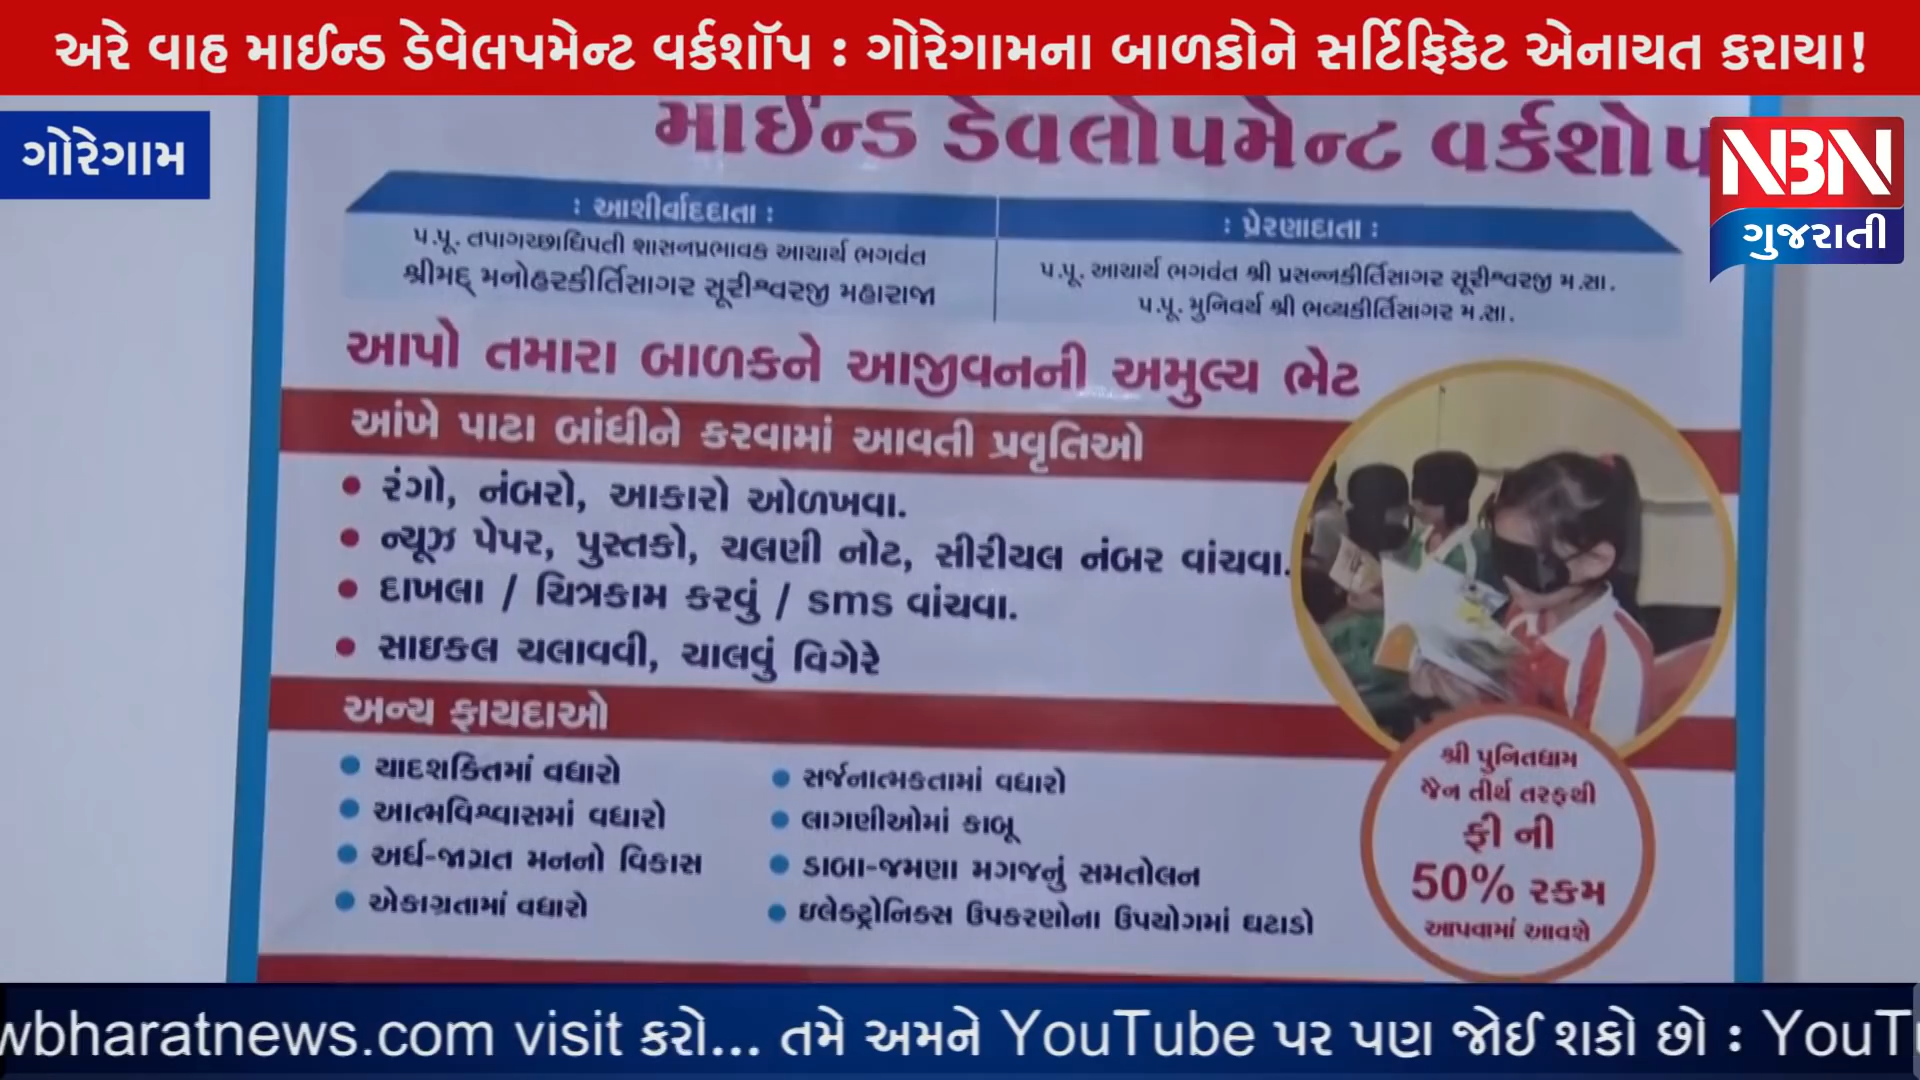 અરે વાહ માઈન્ડ ડેવેલપમેન્ટ વર્કશૉપ : ગોરેગામના બાળકોને સર્ટિફિકેટ એનાયત કરાયા!
ગોરેગામ
NBN
ગુજરાતી
માઈન્ડ ડેવલોપમેન્ટ વર્કશોપ
: આશીર્વાદદાતા :
પ.પૂ. તપાગચ્છાધિપતી શાસનપ્રભાવક આચાર્ય ભગવંત
શ્રીમદ્ મનોહરકીર્તિસાગર સૂરીશ્વરજી મહારાજા
: પ્રેરણાદાતા :
પ.પૂ. આચાર્ય ભગવંત શ્રી પ્રસન્નકીર્તિસાગર સૂરીશ્વરજી મ.સા.
પ.પૂ. મુનિવર્ય શ્રી ભવ્યકીર્તિસાગર મ.સા.
આપો તમારા બાળકને આજીવનની અમુલ્ય ભેટ
આંખે પાટા બાંધીને કરવામાં આવતી પ્રવૃતિઓ
• રંગો, નંબરો, આકારો ઓળખવા.
• ન્યૂઝ પેપર, પુસ્તકો, ચલણી નોટ, સીરીયલ નંબર વાંચવા.
• દાખલા / ચિત્રકામ કરવું / sms વાંચવા.
• સાઇકલ ચલાવવી, ચાલવું વિગેરે
અન્ય ફાયદાઓ
• યાદશક્તિમાં વધારો
• આત્મવિશ્વાસમાં વધારો
• અર્ધ-જાગ્રત મનનો વિકાસ
• એકાગ્રતામાં વધારો
• સર્જનાત્મકતામાં વધારો
• લાગણીઓમાં કાબૂ
• ડાબા-જમણા મગજનું સમતોલન
• ઇલેક્ટ્રોનિક્સ ઉપકરણોના ઉપયોગમાં ઘટાડો
શ્રી પુનિતધામ
જૈન તીર્થ તરફથી
ફી ની
50% રકમ
આપવામાં આવશે
wbharatnews.com visit કરો... તમે અમને YouTube પર પણ જોઈ શકો છો : YouT